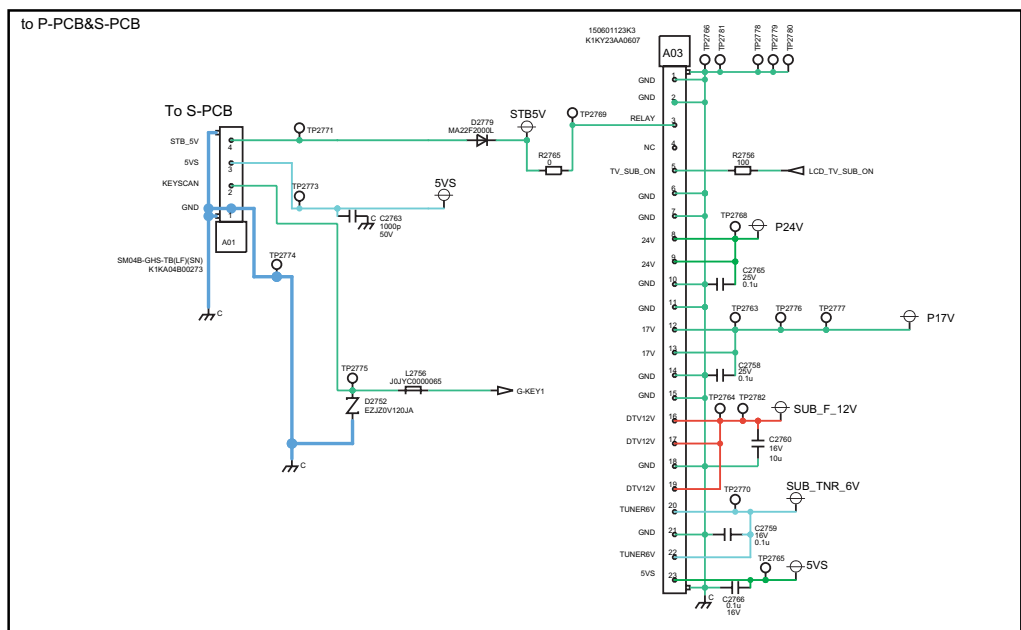 to P-PCB&S-PCB
To S-PCB
STB_5V
4
5VS
3
KEYSCAN
2
GND
1
A01
SM04B-GHS-TB(LF)(SN)
K1KA04B00273
C
TP2771
TP2773
TP2774
D2779
MA22F2000L
STB5V
R2765
0
TP2769
5VS
C
C2763
1000p
50V
TP2775
L2756
J0JYC0000065
G-KEY1
D2752
EZJZ0V120JA
C
150601123K3
K1KY23AA0607
A03
TP2766
TP2781
TP2778
TP2779
TP2780
GND
1
GND
2
RELAY
3
NC
4
TV_SUB_ON
5
R2756
100
LCD_TV_SUB_ON
GND
6
GND
7
24V
8
TP2768
P24V
24V
9
GND
10
C2765
25V
0.1u
GND
11
17V
12
TP2763
TP2776
TP2777
P17V
17V
13
GND
14
C2758
25V
0.1u
GND
15
DTV12V
16
TP2764
TP2782
SUB_F_12V
DTV12V
17
C2760
16V
10u
GND
18
DTV12V
19
TUNER6V
20
TP2770
SUB_TNR_6V
GND
21
C2759
16V
0.1u
TUNER6V
22
5VS
23
TP2765
5VS
C2766
0.1u
16V
C